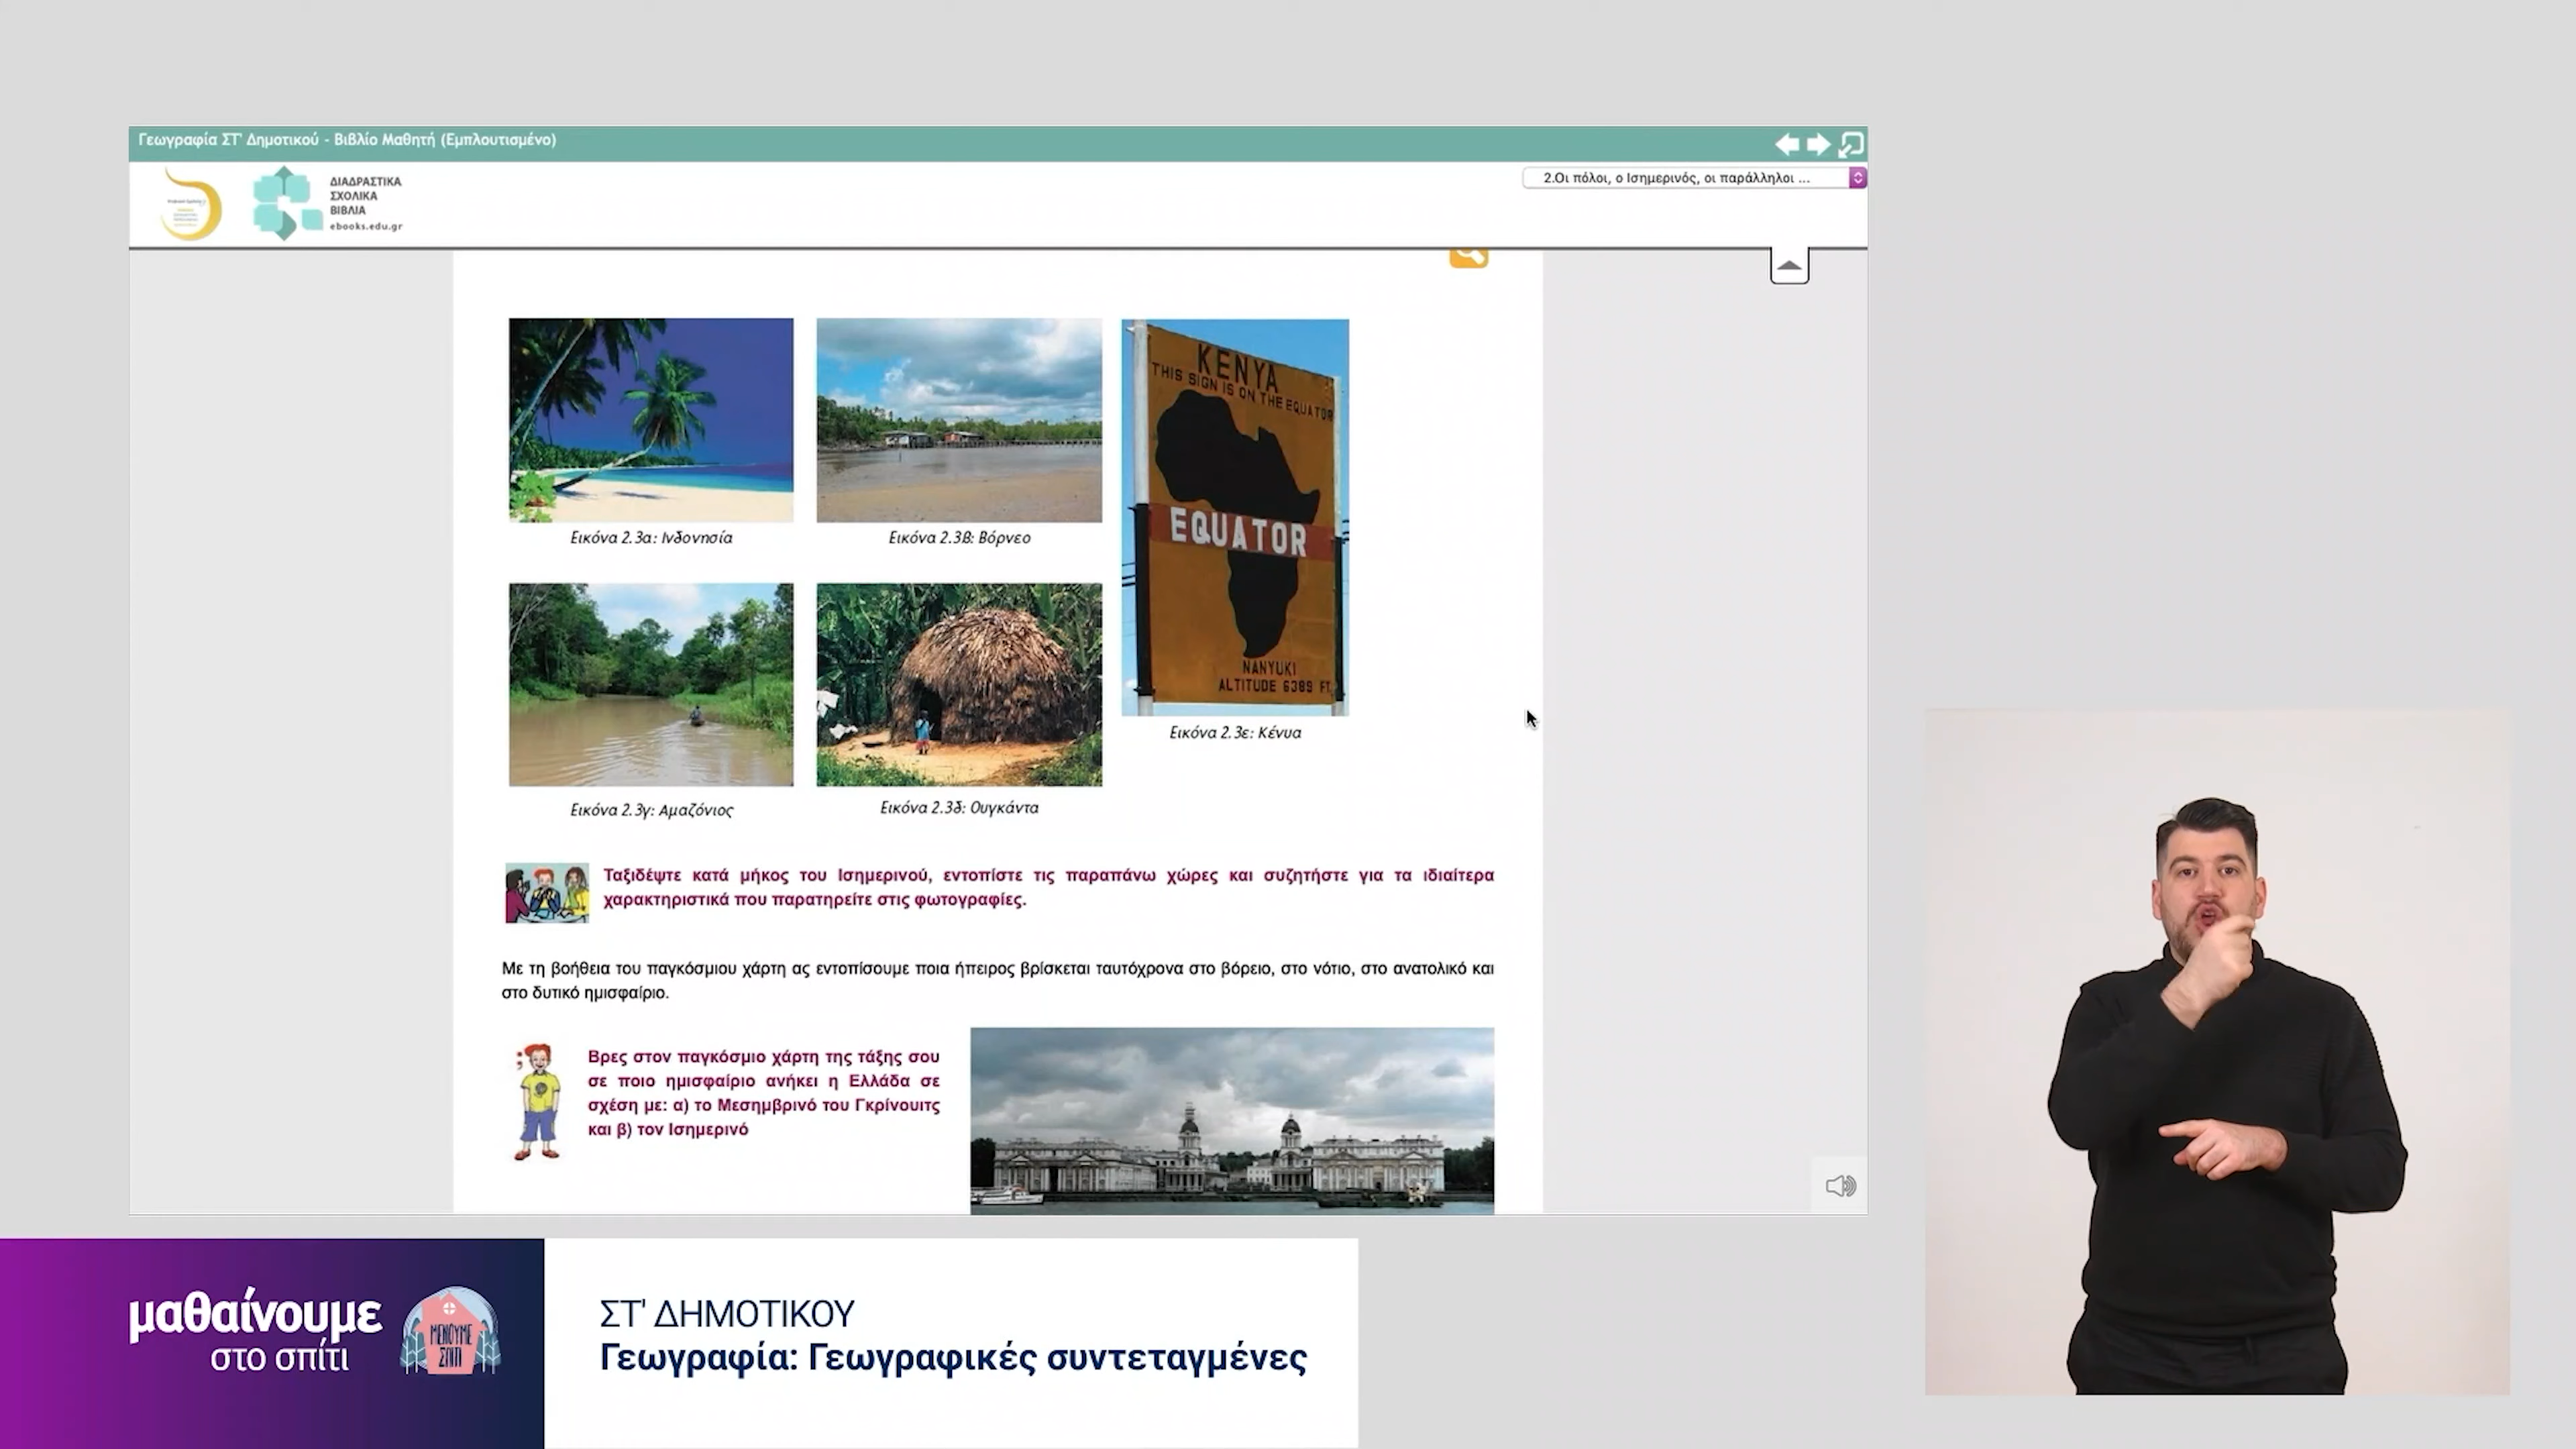 Γεωγραφία ΣΤ' Δημοτικού - Βιβλίο Μαθητή (Εμπλουτισμένο)
ΔΙΑΔΡΑΣΤΙΚΑ
ΣΧΟΛΙΚΑ
ΒΙΒΛΙΑ
ebooks.edu.gr
2.Οι πόλοι, ο Ισημερινός, οι παράλληλοι ...
KENYA
THIS SIGN IS ON THE EQUATOR
EQUATOR
NANYUKI
ALTITUDE 6389 FT.
Εικόνα 2.3α: Ινδονησία
Εικόνα 2.3β: Βόρνεο
Εικόνα 2.3ε: Κένυα
Εικόνα 2.3γ: Αμαζόνιος
Εικόνα 2.3δ: Ουγκάντα
Ταξιδέψτε κατά μήκος του Ισημερινού, εντοπίστε τις παραπάνω χώρες και συζητήστε για τα ιδιαίτερα
χαρακτηριστικά που παρατηρείτε στις φωτογραφίες.
Με τη βοήθεια του παγκόσμιου χάρτη ας εντοπίσουμε ποια ήπειρος βρίσκεται ταυτόχρονα στο βόρειο, στο νότιο, στο ανατολικό και
στο δυτικό ημισφαίριο.
Βρες στον παγκόσμιο χάρτη της τάξης σου
σε ποιο ημισφαίριο ανήκει η Ελλάδα σε
σχέση με: α) το Μεσημβρινό του Γκρίνουιτς
και β) τον Ισημερινό
μαθαίνουμε
στο σπίτι
ΜΕΝΟΥΜΕ
ΣΠΙΤΙ
ΣΤ' ΔΗΜΟΤΙΚΟΥ
Γεωγραφία: Γεωγραφικές συντεταγμένες